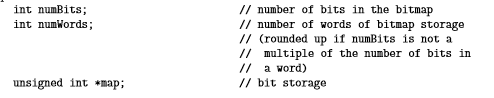 int numBits; // number of bits in the bitmap
int numWords; // number of words of bitmap storage
// (rounded up if numBits is not a
// multiple of the number of bits in
// a word)
unsigned int *map; // bit storage